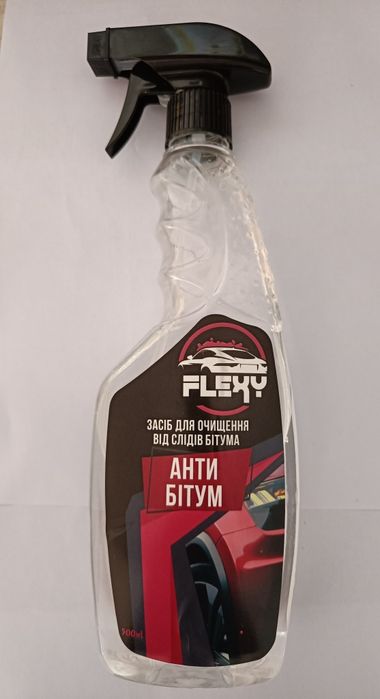 FLEXY
ЗАСІБ ДЛЯ ОЧИЩЕННЯ
ВІД СЛІДІВ БІТУМА
АНТИ
БІТУМ
500ml